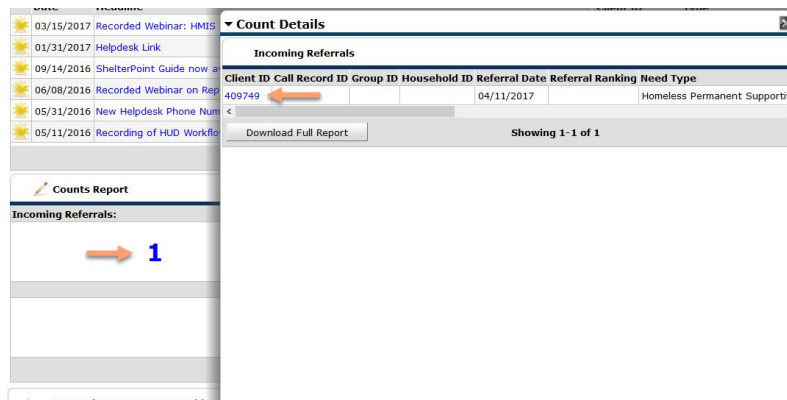 Date Headline
03/15/2017 Recorded Webinar: HMIS
01/31/2017 Helpdesk Link
09/14/2016 ShelterPoint Guide now a
06/08/2016 Recorded Webinar on Rep
05/31/2016 New Helpdesk Phone Num
05/11/2016 Recording of HUD Workflo
Counts Report
Incoming Referrals:
1
Client ID Type
Count Details
Incoming Referrals
Client ID Call Record ID Group ID Household ID Referral Date Referral Ranking Need Type
409749 04/11/2017 Homeless Permanent Supporti
Download Full Report Showing 1-1 of 1